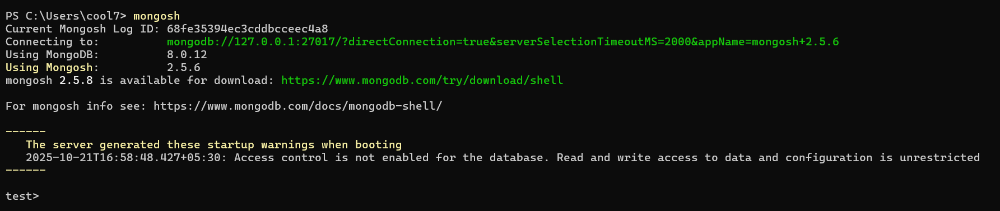 PS C:\Users\cool7> mongosh
Current Mongosh Log ID: 68fe35394ec3cddbcceec4a8
Connecting to:          mongodb://127.0.0.1:27017/?directConnection=true&serverSelectionTimeoutMS=2000&appName=mongosh+2.5.6
Using MongoDB:          8.0.12
Using Mongosh:          2.5.6
mongosh 2.5.8 is available for download: https://www.mongodb.com/try/download/shell

For mongosh info see: https://www.mongodb.com/docs/mongodb-shell/

------
   The server generated these startup warnings when booting
   2025-10-21T16:58:48.427+05:30: Access control is not enabled for the database. Read and write access to data and configuration is unrestricted
------

test>